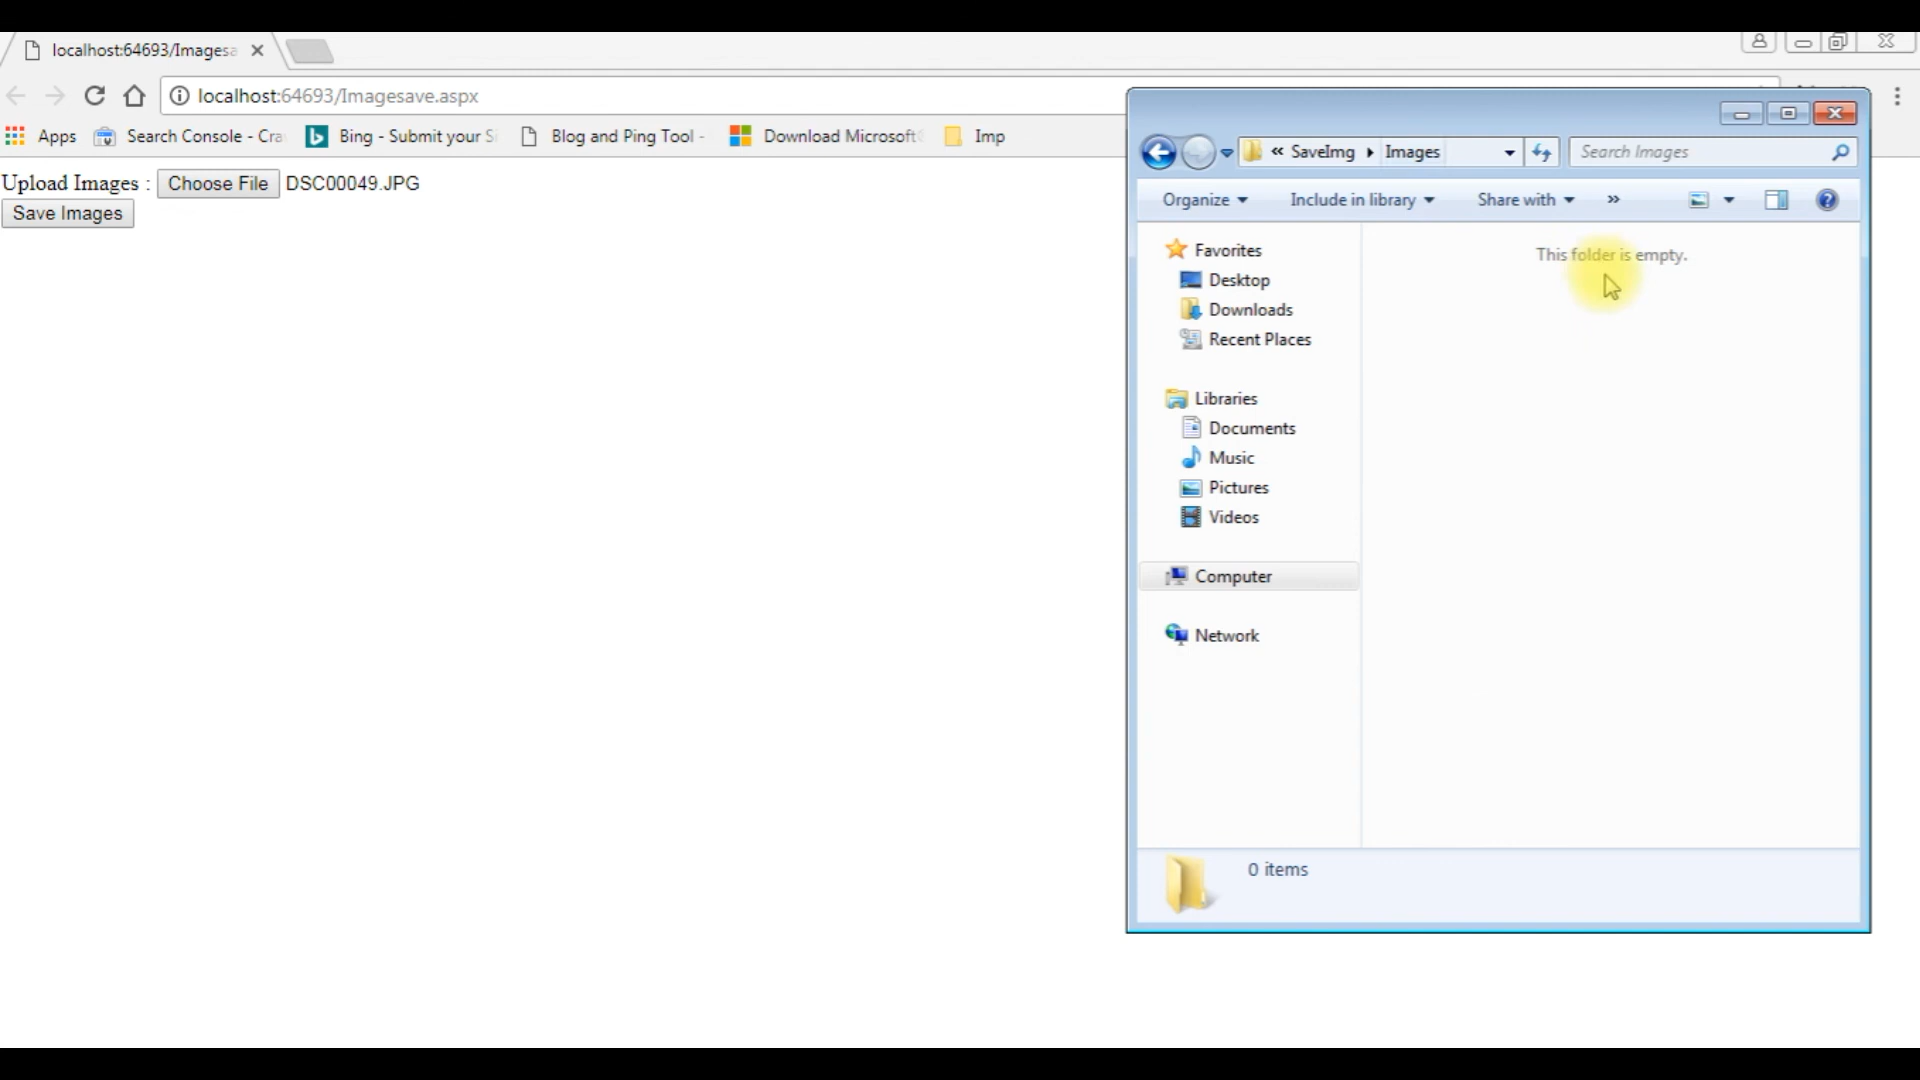 localhost:64693/Imagesa
localhost:64693/Imagesave.aspx
Apps Search Console - Cra Bing - Submit your Si Blog and Ping Tool - Download Microsoft Imp
Upload Images : Choose File DSC00049.JPG
Save Images
« SaveImg Images Search Images
Organize Include in library Share with »
This folder is empty.
Favorites
Desktop
Downloads
Recent Places
Libraries
Documents
Music
Pictures
Videos
Computer
Network
0 items